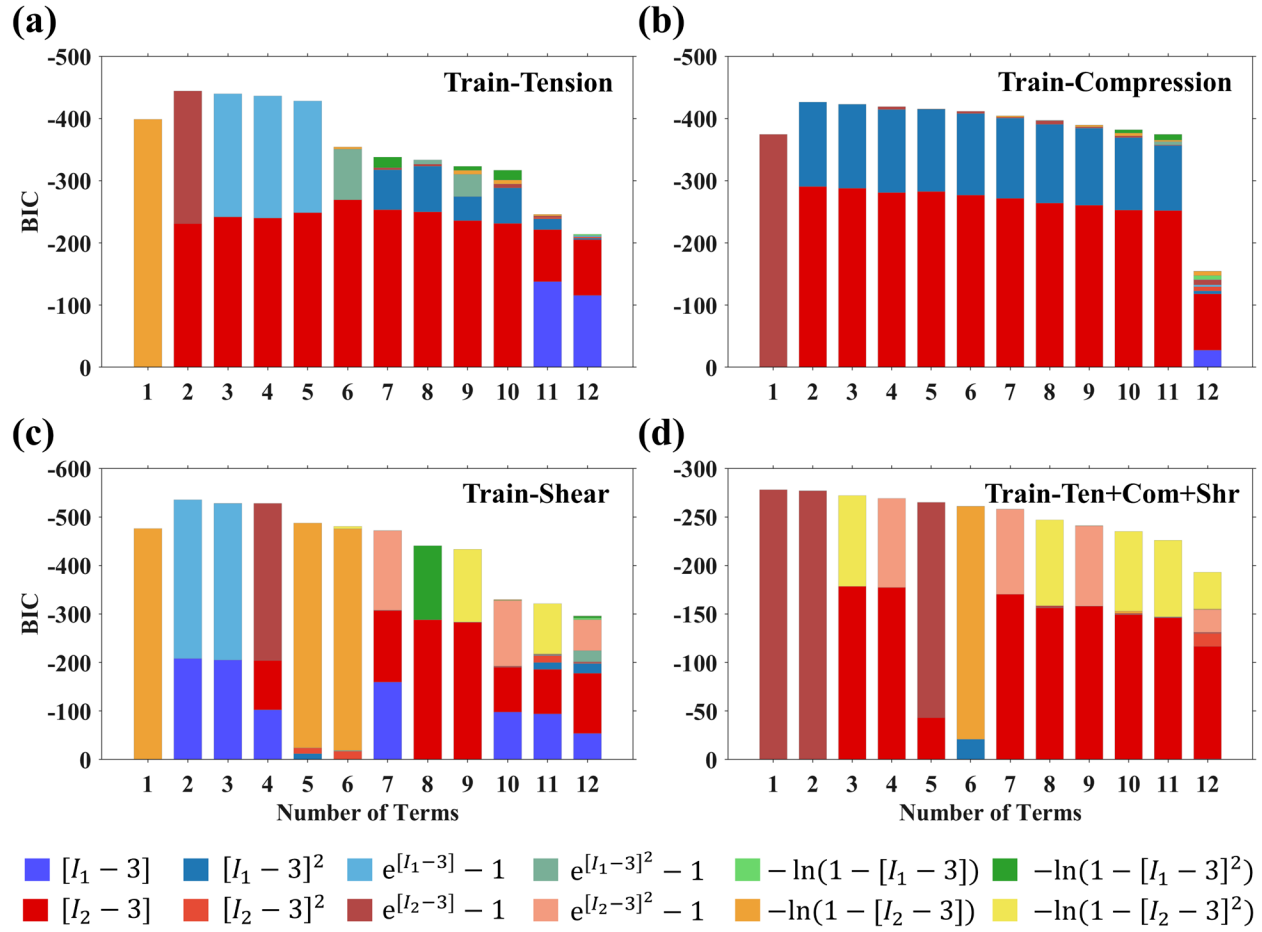 (a)
Train-Tension
BIC
-500
-400
-300
-200
-100
0
1 2 3 4 5 6 7 8 9 10 11 12
(b)
Train-Compression
-500
-400
-300
-200
-100
0
1 2 3 4 5 6 7 8 9 10 11 12
(c)
Train-Shear
BIC
-600
-500
-400
-300
-200
-100
0
1 2 3 4 5 6 7 8 9 10 11 12
Number of Terms
(d)
Train-Ten+Com+Shr
-300
-250
-200
-150
-100
-50
0
1 2 3 4 5 6 7 8 9 10 11 12
Number of Terms
[I₁ − 3] [I₁ − 3]² e^{[I₁−3]} − 1 e^{[I₁−3]²} − 1 −ln(1 − [I₁ − 3]) −ln(1 − [I₁ − 3]²)
[I₂ − 3] [I₂ − 3]² e^{[I₂−3]} − 1 e^{[I₂−3]²} − 1 −ln(1 − [I₂ − 3]) −ln(1 − [I₂ − 3]²)